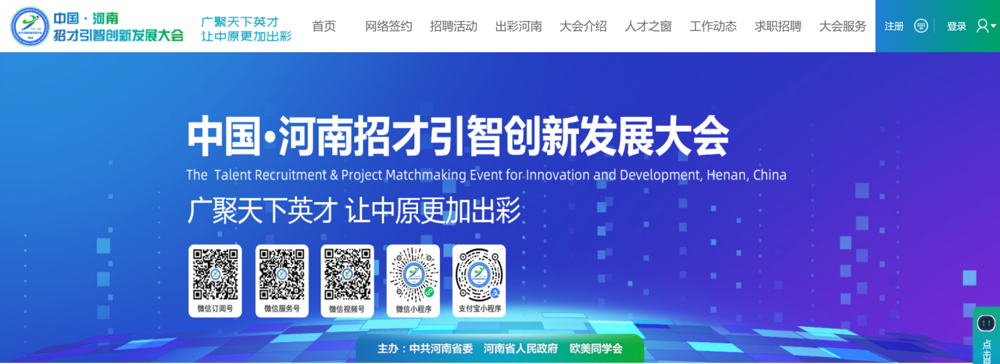 中国·河南
招才引智创新发展大会
广聚天下英才
让中原更加出彩
首页 网络签约 招聘活动 出彩河南 大会介绍 人才之窗 工作动态 求职招聘 大会服务 注册 登录
中国·河南招才引智创新发展大会
The Talent Recruitment & Project Matchmaking Event for Innovation and Development, Henan, China
广聚天下英才 让中原更加出彩
微信订阅号 微信服务号 微信视频号 微信小程序 支付宝小程序
主办：中共河南省委 河南省人民政府 欧美同学会
点击